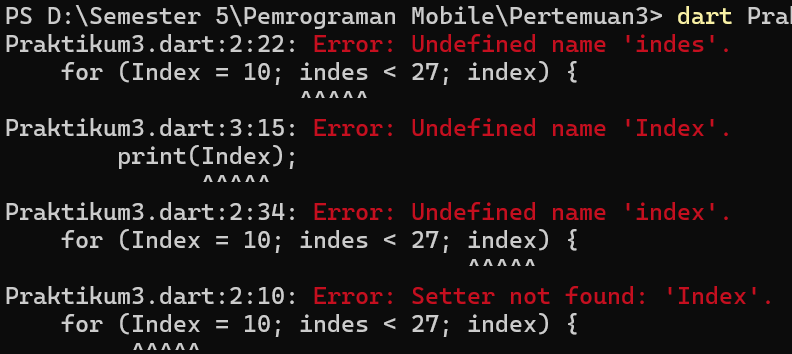 PS D:\Semester 5\Pemrograman Mobile\Pertemuan3> dart
Praktikum3.dart:2:22: Error: Undefined name 'indes'.
for (Index = 10; indes < 27; index) {
^^^^^
Praktikum3.dart:3:15: Error: Undefined name 'Index'.
print(Index);
^^^^^
Praktikum3.dart:2:34: Error: Undefined name 'index'.
for (Index = 10; indes < 27; index) {
^^^^^
Praktikum3.dart:2:10: Error: Setter not found: 'Index'.
for (Index = 10; indes < 27; index) {
^^^^^